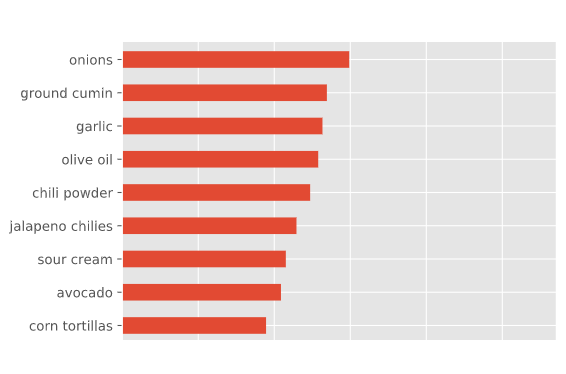 onions
ground cumin
garlic
olive oil
chili powder
jalapeno chilies
sour cream
avocado
corn tortillas